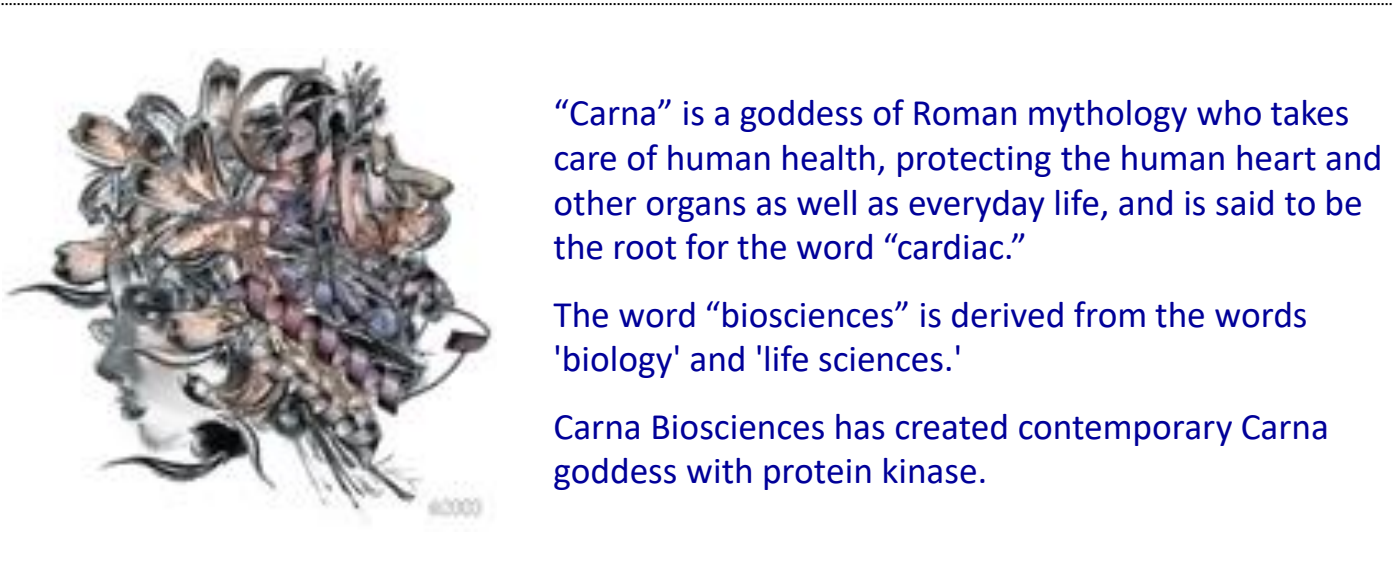 “Carna” is a goddess of Roman mythology who takes
care of human health, protecting the human heart and
other organs as well as everyday life, and is said to be
the root for the word “cardiac.”
The word “biosciences” is derived from the words
'biology' and 'life sciences.'
Carna Biosciences has created contemporary Carna
goddess with protein kinase.